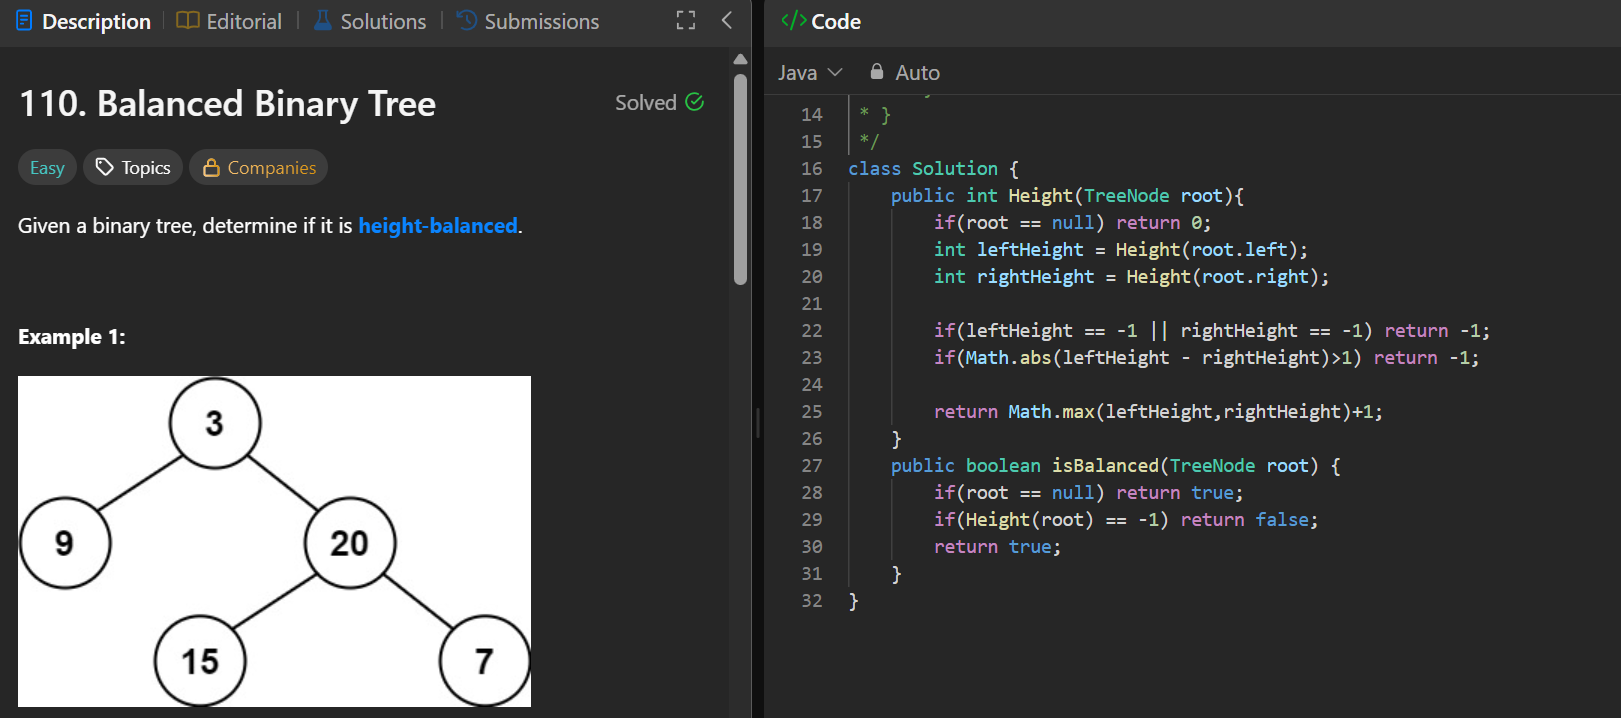 Description
Editorial
Solutions
Submissions
110. Balanced Binary Tree
Solved
Easy
Topics
Companies
Given a binary tree, determine if it is height-balanced.
Example 1:
3
9
20
15
7
</> Code
Java
Auto
14 * }
15 */
16 class Solution {
17 public int Height(TreeNode root){
18 if(root == null) return 0;
19 int leftHeight = Height(root.left);
20 int rightHeight = Height(root.right);
21
22 if(leftHeight == -1 || rightHeight == -1) return -1;
23 if(Math.abs(leftHeight - rightHeight)>1) return -1;
24
25 return Math.max(leftHeight,rightHeight)+1;
26 }
27 public boolean isBalanced(TreeNode root) {
28 if(root == null) return true;
29 if(Height(root) == -1) return false;
30 return true;
31 }
32 }